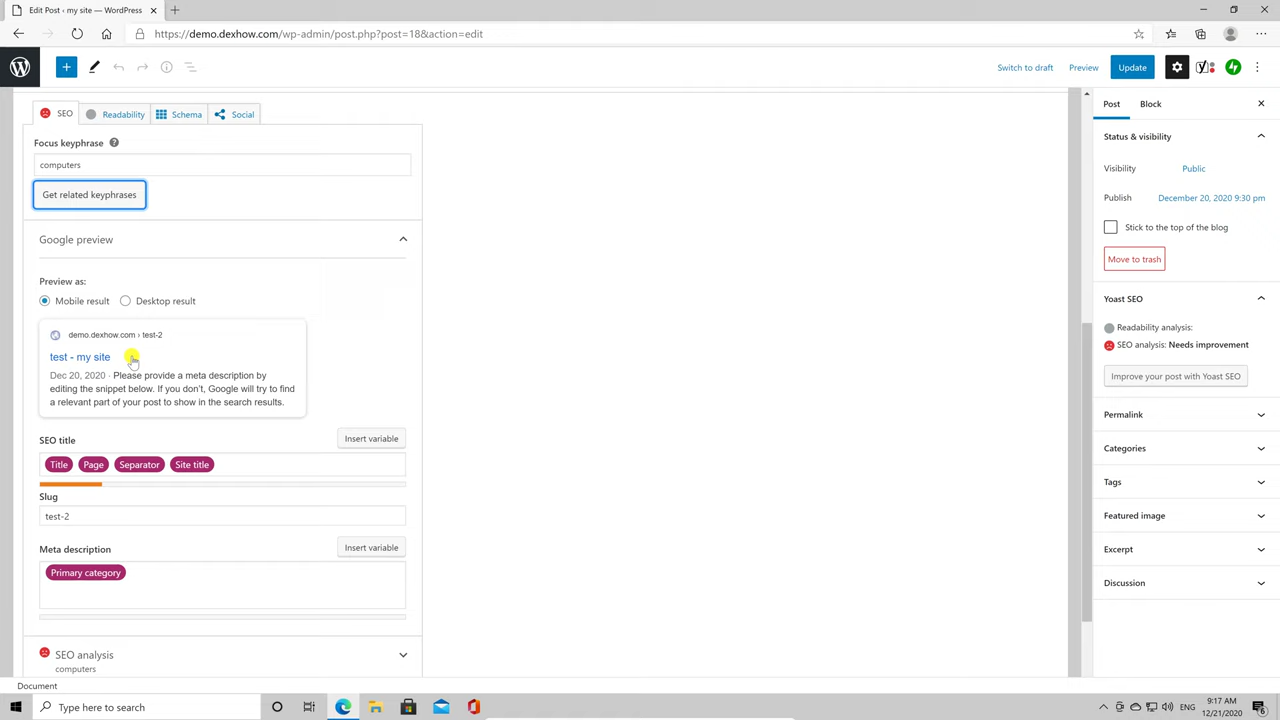 Edit Post ‹ my site — WordPress
https://demo.dexhow.com/wp-admin/post.php?post=18&action=edit
Switch to draft
Preview
Update
SEO
Readability
Schema
Social
Focus keyphrase
computers
Get related keyphrases
Google preview
Preview as:
Mobile result
Desktop result
demo.dexhow.com › test-2
test - my site
Dec 20, 2020 · Please provide a meta description by
editing the snippet below. If you don't, Google will try to find
a relevant part of your post to show in the search results.
SEO title
Insert variable
Title
Page
Separator
Site title
Slug
test-2
Meta description
Insert variable
Primary category
SEO analysis
computers
Document
Post
Block
Status & visibility
Visibility
Public
Publish
December 20, 2020 9:30 pm
Stick to the top of the blog
Move to trash
Yoast SEO
Readability analysis:
SEO analysis: Needs improvement
Improve your post with Yoast SEO
Permalink
Categories
Tags
Featured image
Excerpt
Discussion
Type here to search
ENG
9:17 AM
12/21/2020
6